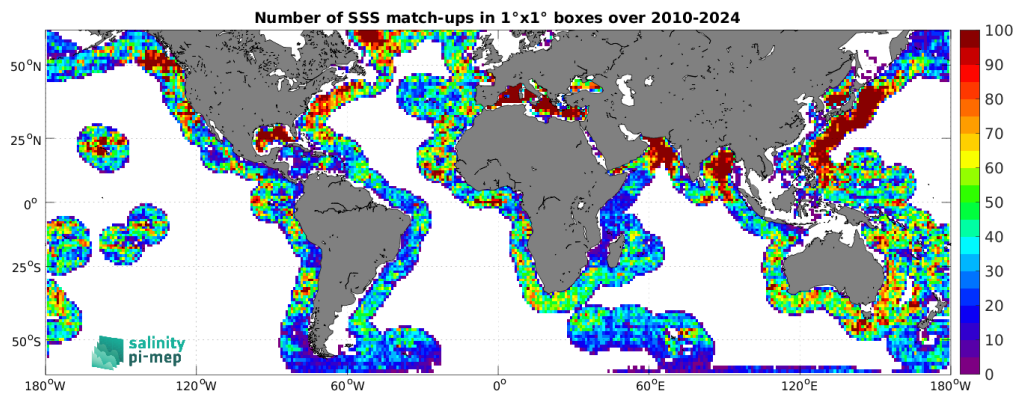 Number of SSS match-ups in 1°x1° boxes over 2010-2024
100
90
80
70
60
50
40
30
20
10
0
50°N
25°N
0°
25°S
50°S
180°W
120°W
60°W
0°
60°E
120°E
180°W
salinity
pi-mep